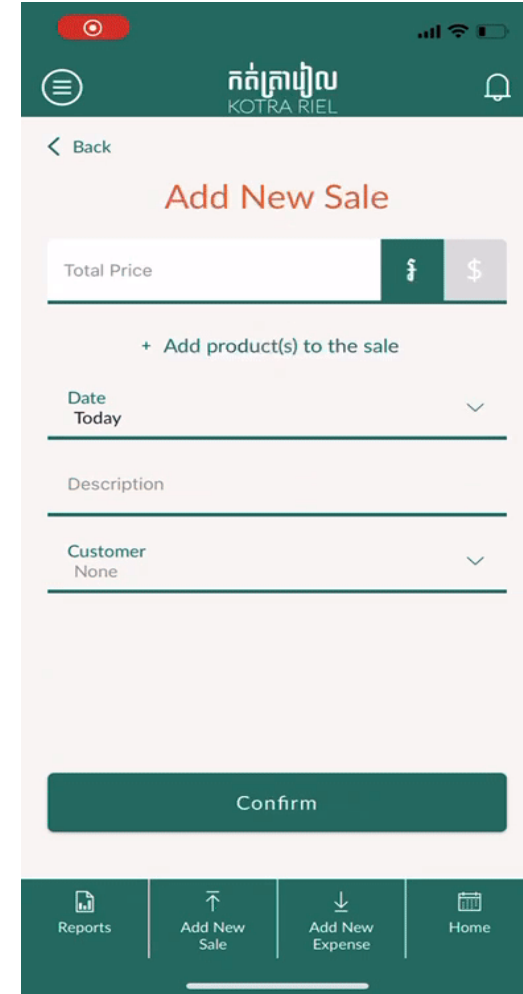 កត់ត្រារៀល
KOTRA RIEL
Back
Add New Sale
Total Price
៛
$
+ Add product(s) to the sale
Date
Today
Description
Customer
None
Confirm
Reports
Add New
Sale
Add New
Expense
Home